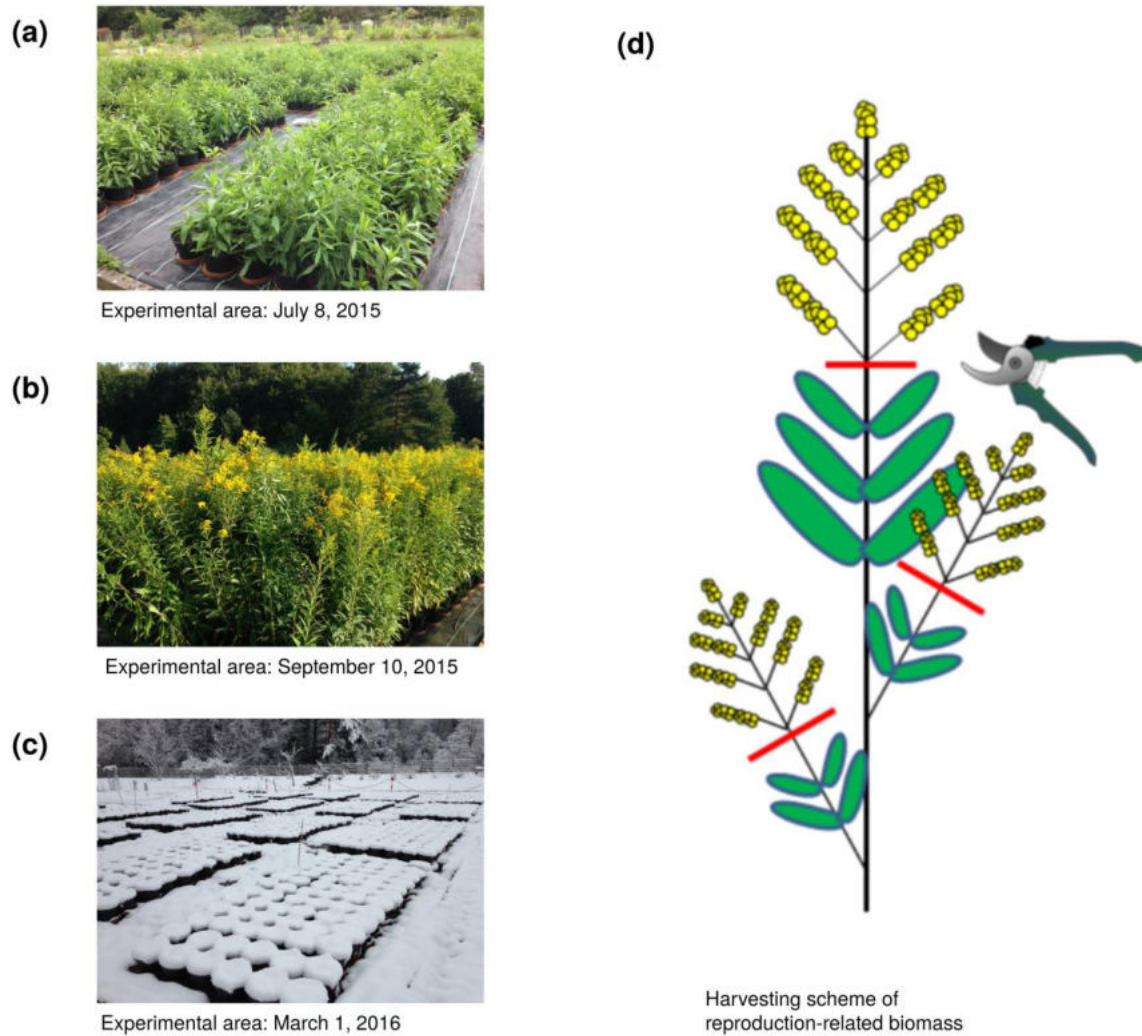 (a)
Experimental area: July 8, 2015
(b)
Experimental area: September 10, 2015
(c)
Experimental area: March 1, 2016
(d)
Harvesting scheme of
reproduction-related biomass